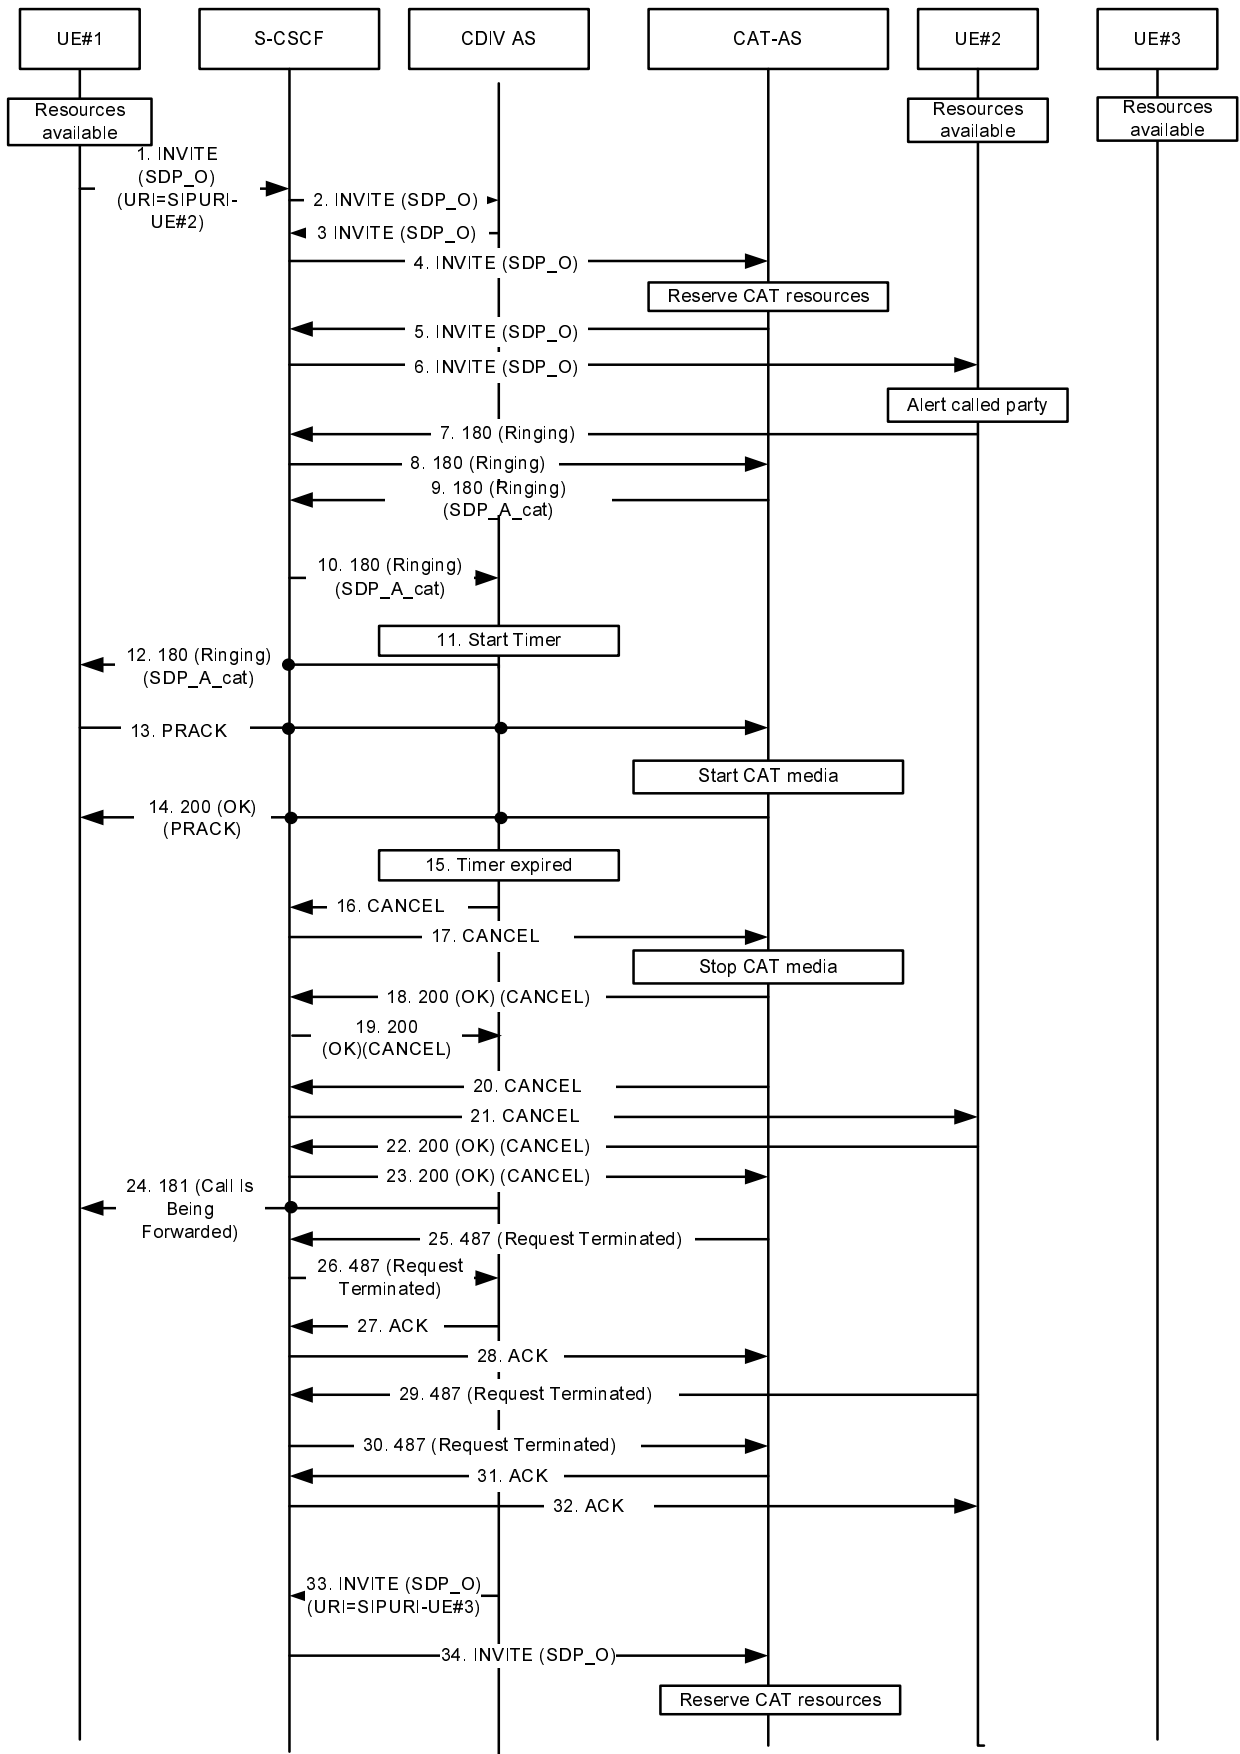 UE#1
S-CSCF
CDIV AS
CAT-AS
UE#2
UE#3
Resources
available
Resources
available
Resources
available
1. INVITE
(SDP_O)
(URI=SIPURI-
UE#2)
2. INVITE (SDP_O)
3 INVITE (SDP_O)
4. INVITE (SDP_O)
Reserve CAT resources
5. INVITE (SDP_O)
6. INVITE (SDP_O)
Alert called party
7. 180 (Ringing)
8. 180 (Ringing)
9. 180 (Ringing)
(SDP_A_cat)
10. 180 (Ringing)
(SDP_A_cat)
11. Start Timer
12. 180 (Ringing)
(SDP_A_cat)
13. PRACK
Start CAT media
14. 200 (OK)
(PRACK)
15. Timer expired
16. CANCEL
17. CANCEL
Stop CAT media
18. 200 (OK) (CANCEL)
19. 200
(OK)(CANCEL)
20. CANCEL
21. CANCEL
22. 200 (OK) (CANCEL)
23. 200 (OK) (CANCEL)
24. 181 (Call Is
Being
Forwarded)
25. 487 (Request Terminated)
26. 487 (Request
Terminated)
27. ACK
28. ACK
29. 487 (Request Terminated)
30. 487 (Request Terminated)
31. ACK
32. ACK
33. INVITE (SDP_O)
(URI=SIPURI-UE#3)
34. INVITE (SDP_O)
Reserve CAT resources